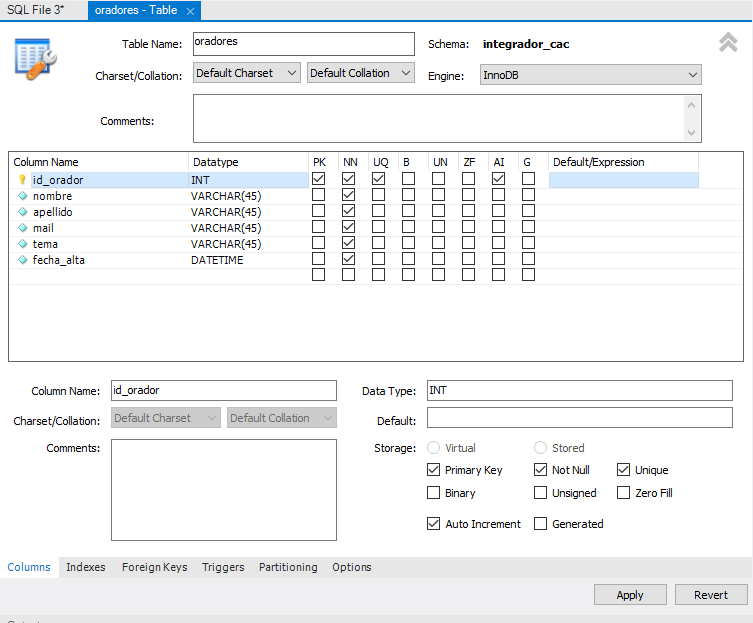 SQL File 3* oradores - Table
Table Name: oradores Schema: integrador_cac
Charset/Collation: Default Charset Default Collation Engine: InnoDB
Comments:
Column Name Datatype PK NN UQ B UN ZF AI G Default/Expression
id_orador INT
nombre VARCHAR(45)
apellido VARCHAR(45)
mail VARCHAR(45)
tema VARCHAR(45)
fecha_alta DATETIME
Column Name: id_orador Data Type: INT
Charset/Collation: Default Charset Default Collation Default:
Comments: Storage: Virtual Stored
Primary Key Not Null Unique
Binary Unsigned Zero Fill
Auto Increment Generated
Columns Indexes Foreign Keys Triggers Partitioning Options
Apply Revert